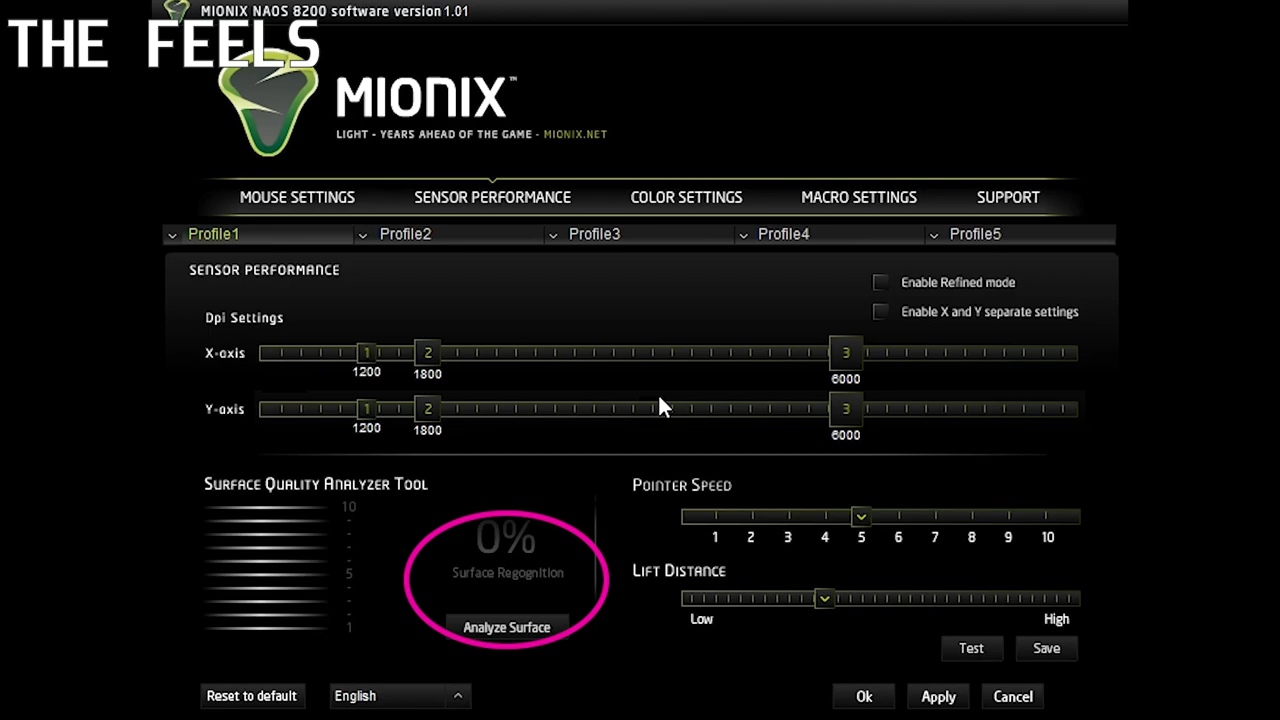 MIONIX NAOS 8200 software version 1.01
THE FEELS
MIONIX™
LIGHT - YEARS AHEAD OF THE GAME - MIONIX.NET
MOUSE SETTINGS SENSOR PERFORMANCE COLOR SETTINGS MACRO SETTINGS SUPPORT
Profile1 Profile2 Profile3 Profile4 Profile5
SENSOR PERFORMANCE
Enable Refined mode
Dpi Settings
Enable X and Y separate settings
X-axis 1 2 3
1200 1800 6000
Y-axis 1 2 3
1200 1800 6000
SURFACE QUALITY ANALYZER TOOL
10
-
-
-
-
5
-
-
-
1
0%
Surface Regognition
Analyze Surface
POINTER SPEED
1 2 3 4 5 6 7 8 9 10
LIFT DISTANCE
Low High
Test Save
Reset to default English Ok Apply Cancel